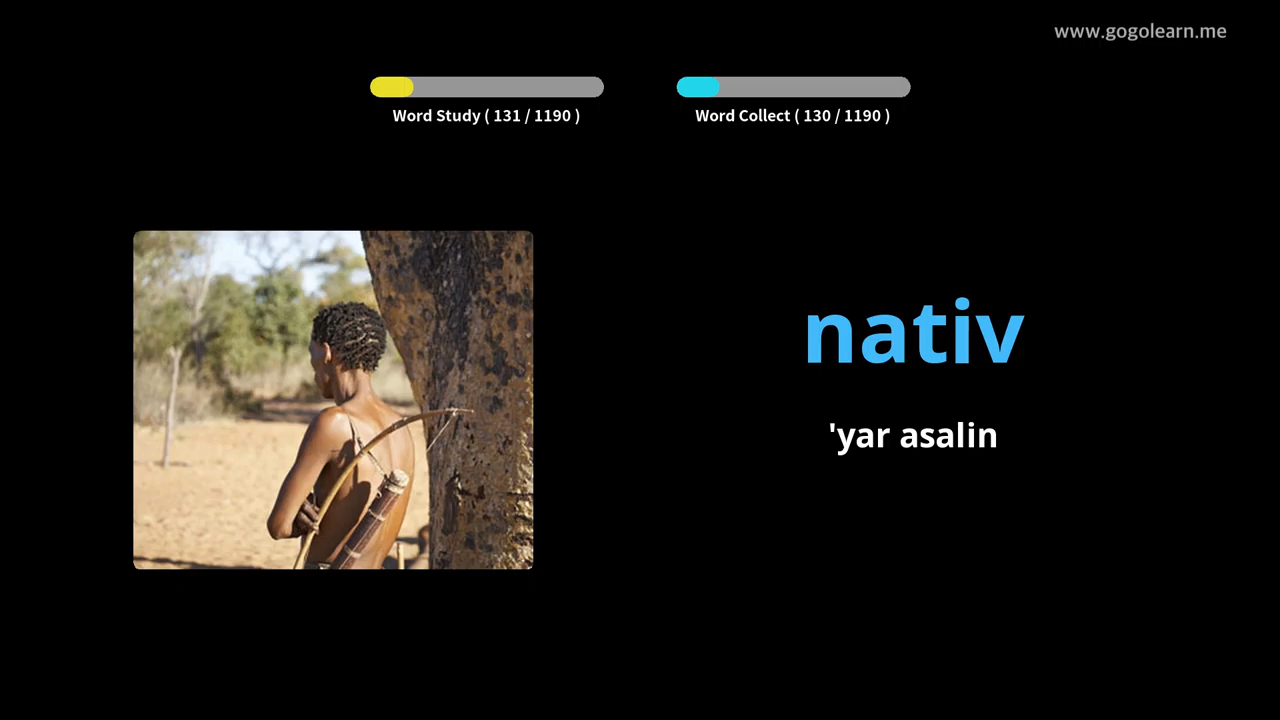 www.gogolearn.me
Word Study ( 131 / 1190 )
Word Collect ( 130 / 1190 )
nativ
'yar asalin